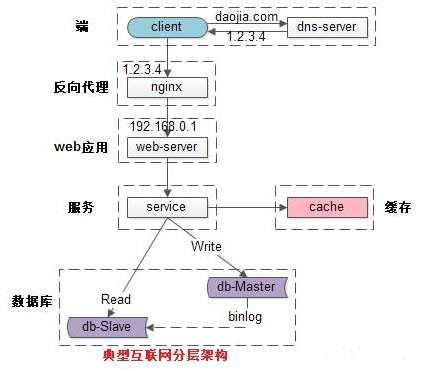 daojia.com
端
client
dns-server
1.2.3.4
1.2.3.4
反向代理
nginx
192.168.0.1
web应用
web-server
服务
service
cache
缓存
Write
数据库
Read
db-Master
binlog
db-Slave
典型互联网分层架构